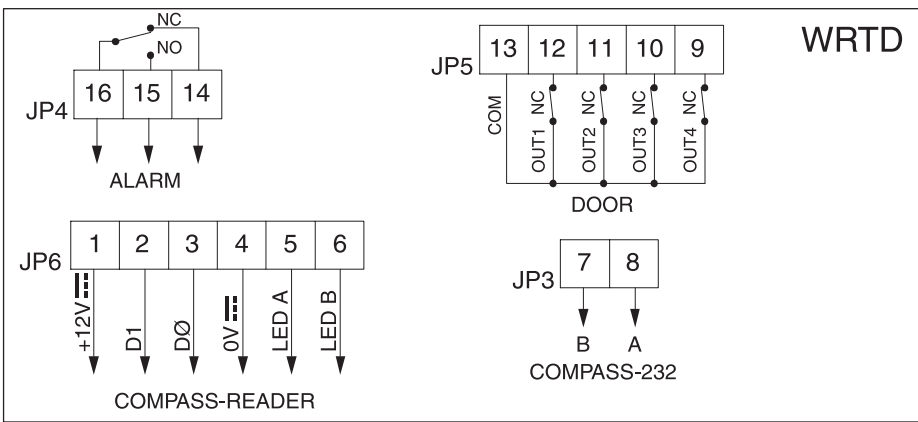 WRTD
NC
NO
16 15 14
JP4
ALARM
13 12 11 10 9
JP5
COM
OUT1 NC
OUT2 NC
OUT3 NC
OUT4 NC
DOOR
1 2 3 4 5 6
JP6
+12V
D1
DØ
0V
LED A
LED B
COMPASS-READER
7 8
JP3
B A
COMPASS-232